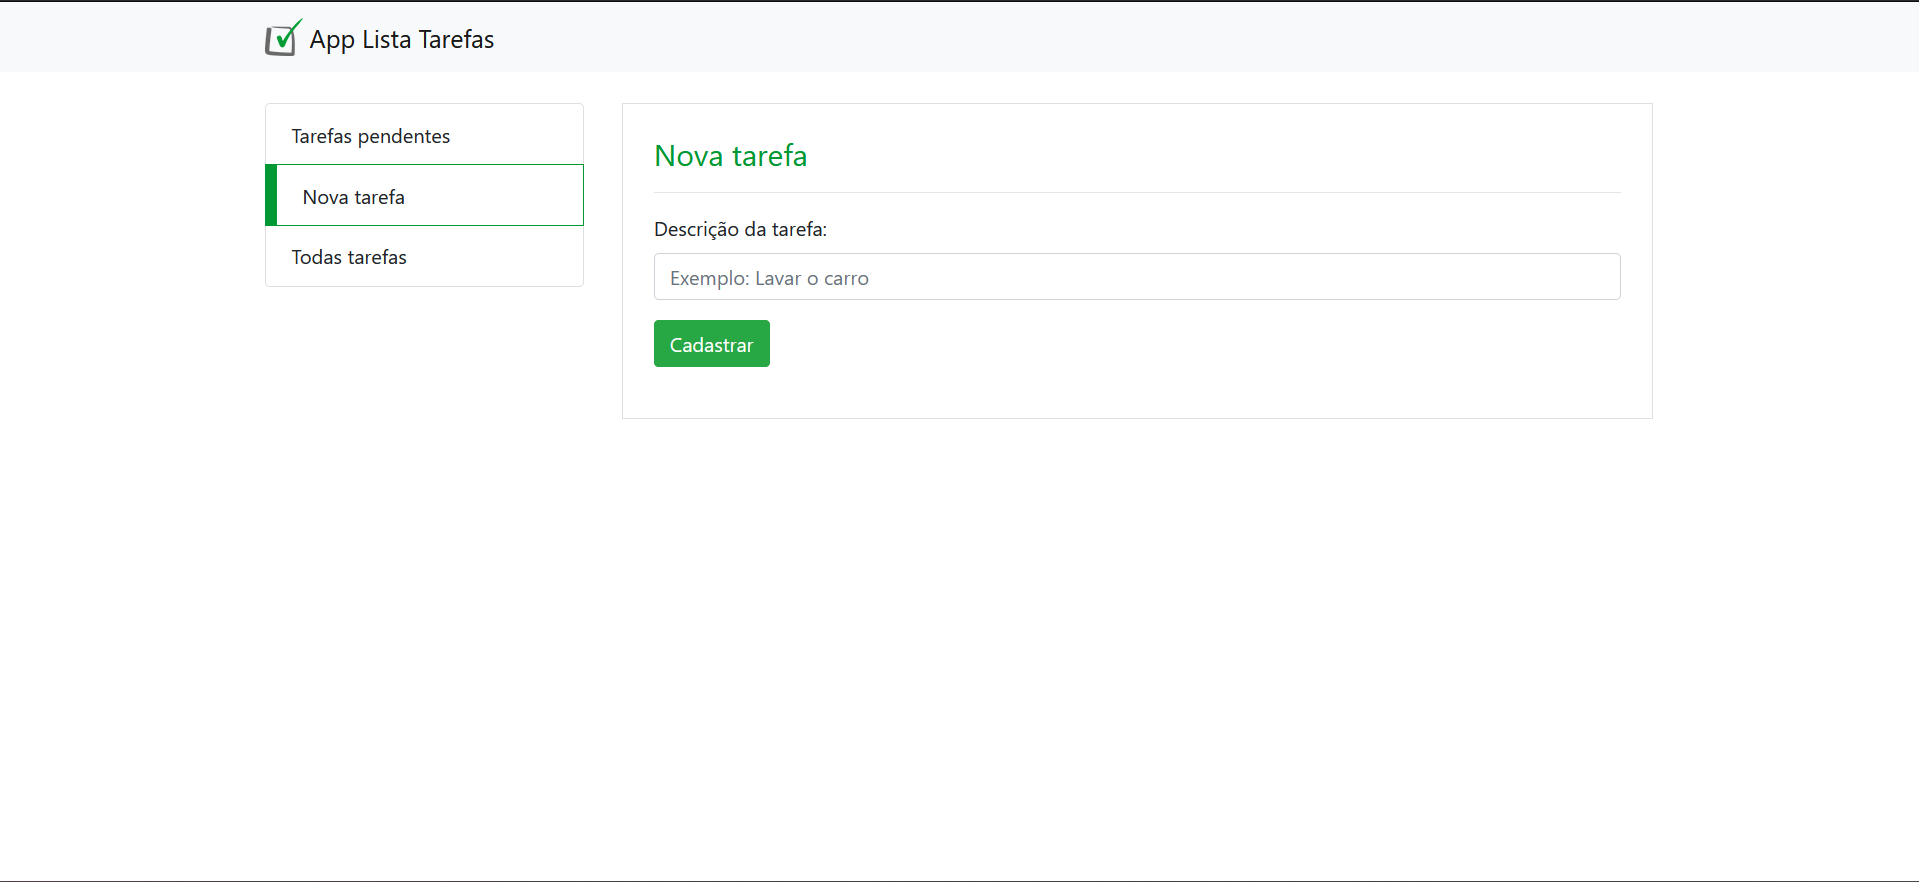 App Lista Tarefas
Tarefas pendentes
Nova tarefa
Todas tarefas
Nova tarefa
Descrição da tarefa:
Exemplo: Lavar o carro
Cadastrar